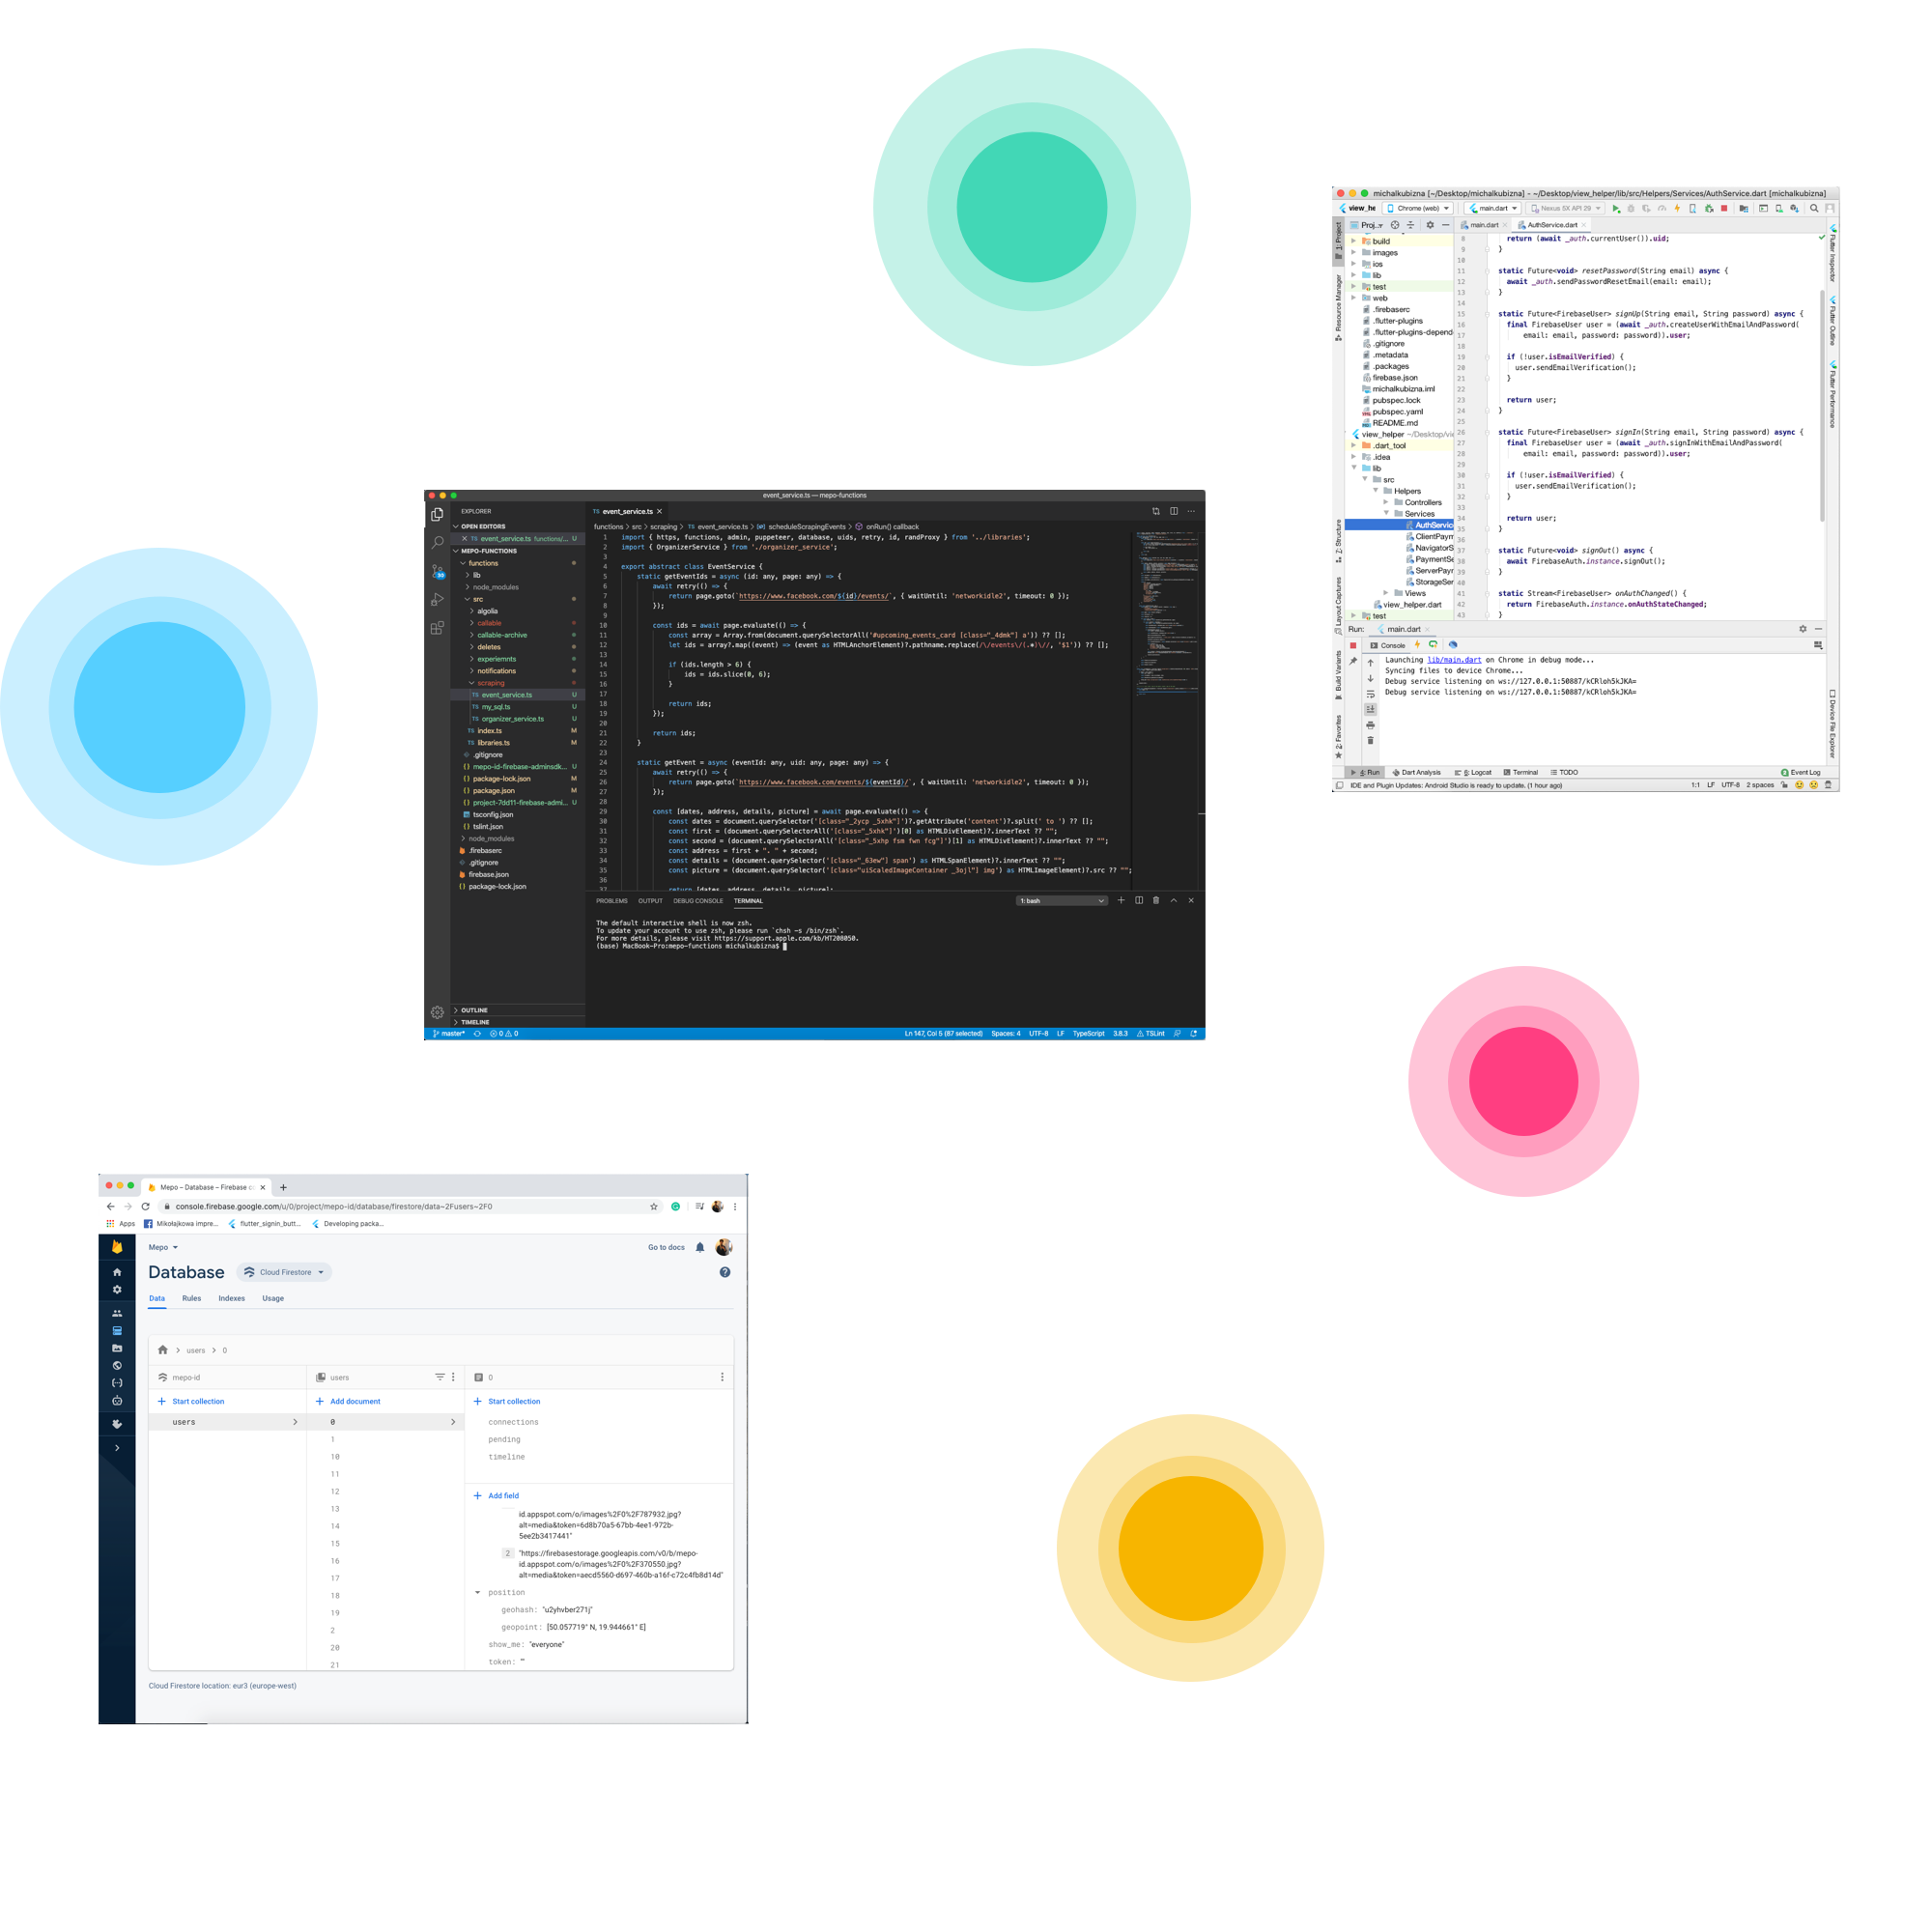 michalkubizna [~/Desktop/michalkubizna] - ~/Desktop/view_helper/lib/src/Helpers/Services/AuthService.dart [michalkubizna]
view_he
Chrome (web)
main.dart
Nexus 5X API 29
1: Project
Resource Manager
Z: Structure
Layout Captures
Build Variants
2: Favorites
Proj..
build
images
ios
lib
test
web
.firebaserc
.flutter-plugins
.flutter-plugins-depend
.gitignore
.metadata
.packages
firebase.json
michalkubizna.iml
pubspec.lock
pubspec.yaml
README.md
view_helper ~/Desktop/vi
.dart_tool
.idea
lib
src
Helpers
Controllers
Services
AuthServic
ClientPaym
NavigatorS
PaymentSe
ServerPayr
StorageSer
Views
view_helper.dart
test
main.dart
AuthService.dart
8 return (await _auth.currentUser()).uid;
9 }
10
11 static Future<void> resetPassword(String email) async {
12 await _auth.sendPasswordResetEmail(email: email);
13 }
14
15 static Future<FirebaseUser> signUp(String email, String password) async {
16 final FirebaseUser user = (await _auth.createUserWithEmailAndPassword(
17 email: email, password: password)).user;
18
19 if (!user.isEmailVerified) {
20 user.sendEmailVerification();
21 }
22
23 return user;
24 }
25
26 static Future<FirebaseUser> signIn(String email, String password) async {
27 final FirebaseUser user = (await _auth.signInWithEmailAndPassword(
28 email: email, password: password)).user;
29
30 if (!user.isEmailVerified) {
31 user.sendEmailVerification();
32 }
33
34 return user;
35 }
36
37 static Future<void> signOut() async {
38 await FirebaseAuth.instance.signOut();
39 }
40
41 static Stream<FirebaseUser> onAuthChanged() {
42 return FirebaseAuth.instance.onAuthStateChanged;
43 }
Flutter Inspector
Flutter Outline
Flutter Performance
Device File Explorer
Run: main.dart
Console
Launching lib/main.dart on Chrome in debug mode...
Syncing files to device Chrome...
Debug service listening on ws://127.0.0.1:50887/kCRloh5kJKA=
Debug service listening on ws://127.0.0.1:50887/kCRloh5kJKA=
4: Run
Dart Analysis
6: Logcat
Terminal
TODO
Event Log
IDE and Plugin Updates: Android Studio is ready to update. (1 hour ago)
1:1 LF UTF-8 2 spaces
event_service.ts — mepo-functions
EXPLORER
OPEN EDITORS
TS event_service.ts functions/... U
MEPO-FUNCTIONS
functions
lib
node_modules
src
algolia
callable
callable-archive
deletes
experiemnts
notifications
scraping
TS event_service.ts U
TS my_sql.ts U
TS organizer_service.ts U
TS index.ts M
TS libraries.ts M
.gitignore
{} mepo-id-firebase-adminsdk... U
{} package-lock.json M
{} package.json M
{} project-7dd11-firebase-admi... U
tsconfig.json
{} tslint.json
node_modules
.firebaserc
.gitignore
firebase.json
{} package-lock.json
OUTLINE
TIMELINE
TS event_service.ts
functions > src > scraping > TS event_service.ts > scheduleScrapingEvents > onRun() callback
1 import { https, functions, admin, puppeteer, database, uids, retry, id, randProxy } from '../libraries';
2 import { OrganizerService } from './organizer_service';
3
4 export abstract class EventService {
5 static getEventIds = async (id: any, page: any) => {
6 await retry(() => {
7 return page.goto(`https://www.facebook.com/${id}/events/`, { waitUntil: 'networkidle2', timeout: 0 });
8 });
9
10 const ids = await page.evaluate(() => {
11 const array = Array.from(document.querySelectorAll('#upcoming_events_card [class="_4dmk"] a')) ?? [];
12 let ids = array?.map((event) => (event as HTMLAnchorElement)?.pathname.replace(/\/events\/(.*)\//, '$1')) ?? [];
13
14 if (ids.length > 6) {
15 ids = ids.slice(0, 6);
16 }
17
18 return ids;
19 });
20
21 return ids;
22 }
23
24 static getEvent = async (eventId: any, uid: any, page: any) => {
25 await retry(() => {
26 return page.goto(`https://www.facebook.com/events/${eventId}/`, { waitUntil: 'networkidle2', timeout: 0 });
27 });
28
29 const [dates, address, details, picture] = await page.evaluate(() => {
30 const dates = document.querySelector('[class="_2ycp _5xhk"]')?.getAttribute('content')?.split(' to ') ?? [];
31 const first = (document.querySelectorAll('[class="_5xhk"]')[0] as HTMLDivElement)?.innerText ?? "";
32 const second = (document.querySelectorAll('[class="_5xhp fsm fwn fcg"]')[1] as HTMLDivElement)?.innerText ?? "";
33 const address = first + ". " + second;
34 const details = (document.querySelector('[class="_63ew"] span') as HTMLSpanElement)?.innerText ?? "";
35 const picture = (document.querySelector('[class="uiScaledImageContainer _3ojl"] img') as HTMLImageElement)?.src ?? "";
36
37 return [dates, address, details, picture];
PROBLEMS OUTPUT DEBUG CONSOLE TERMINAL
1: bash
The default interactive shell is now zsh.
To update your account to use zsh, please run `chsh -s /bin/zsh`.
For more details, please visit https://support.apple.com/kb/HT208050.
(base) MacBook-Pro:mepo-functions michalkubizna$
master* 0 0
Ln 147, Col 5 (87 selected) Spaces: 4 UTF-8 LF TypeScript 3.8.3 TSLint
Mepo – Database – Firebase c
console.firebase.google.com/u/0/project/mepo-id/database/firestore/data~2Fusers~2F0
Apps
Mikołajkowa impre...
flutter_signin_butt...
Developing packa...
Mepo
Go to docs
Database
Cloud Firestore
Data Rules Indexes Usage
users > 0
mepo-id
users
0
Start collection
Add document
Start collection
users
0
1
10
11
12
13
14
15
16
17
18
19
2
20
21
connections
pending
timeline
Add field
id.appspot.com/o/images%2F0%2F787932.jpg?
alt=media&token=6d8b70a5-67bb-4ee1-972b-
5ee2b3417441"
2 "https://firebasestorage.googleapis.com/v0/b/mepo-
id.appspot.com/o/images%2F0%2F370550.jpg?
alt=media&token=aecd5560-d697-460b-a16f-c72c4fb8d14d"
position
geohash: "u2yhvber271j"
geopoint: [50.057719° N, 19.944661° E]
show_me: "everyone"
token: ""
Cloud Firestore location: eur3 (europe-west)